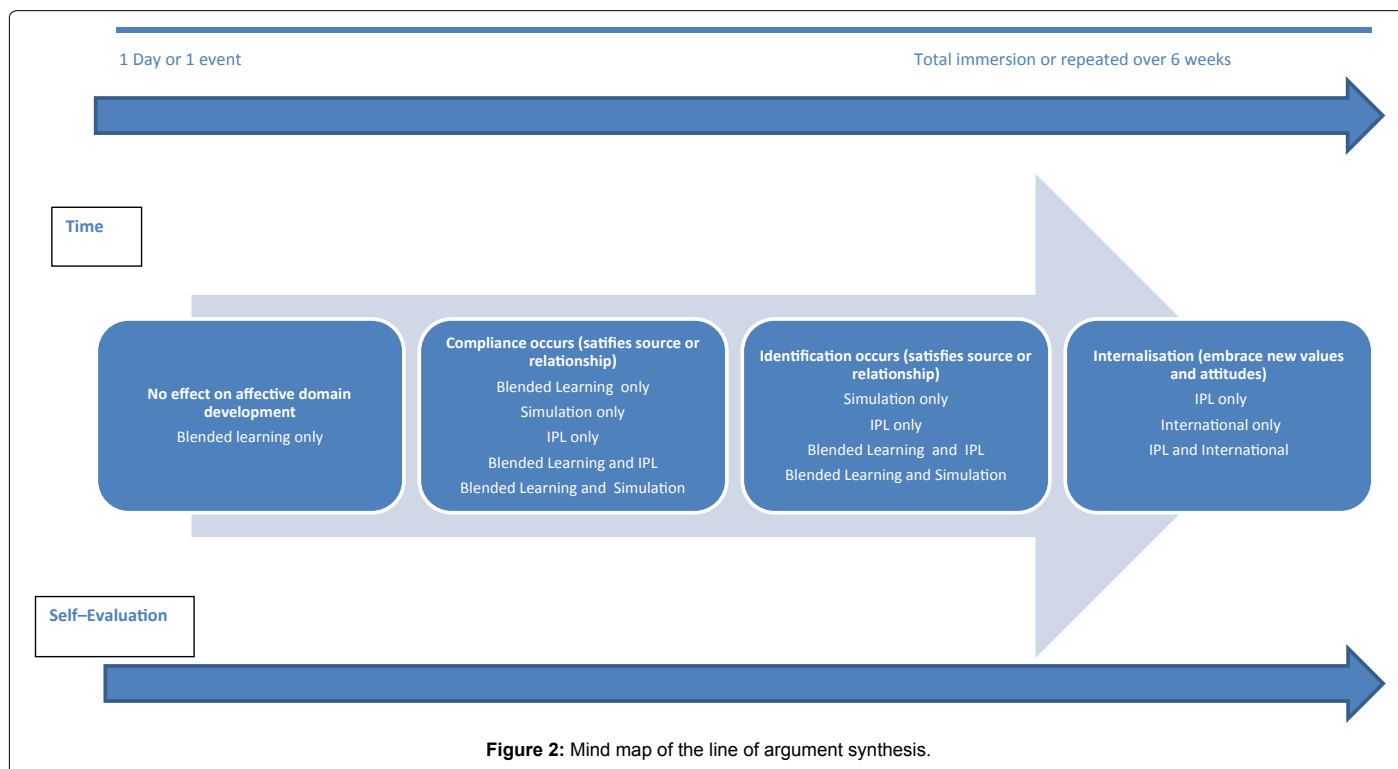 1 Day or 1 event
Total immersion or repeated over 6 weeks
Time
No effect on affective domain
development
Blended learning only
Compliance occurs (satifies source or
relationship)
Blended Learning only
Simulation only
IPL only
Blended Learning and IPL
Blended Learning and Simulation
Identification occurs (satisfies source or
relationship)
Simulation only
IPL only
Blended Learning and IPL
Blended Learning and Simulation
Internalisation (embrace new values
and attitudes)
IPL only
International only
IPL and International
Self–Evaluation
Figure 2: Mind map of the line of argument synthesis.